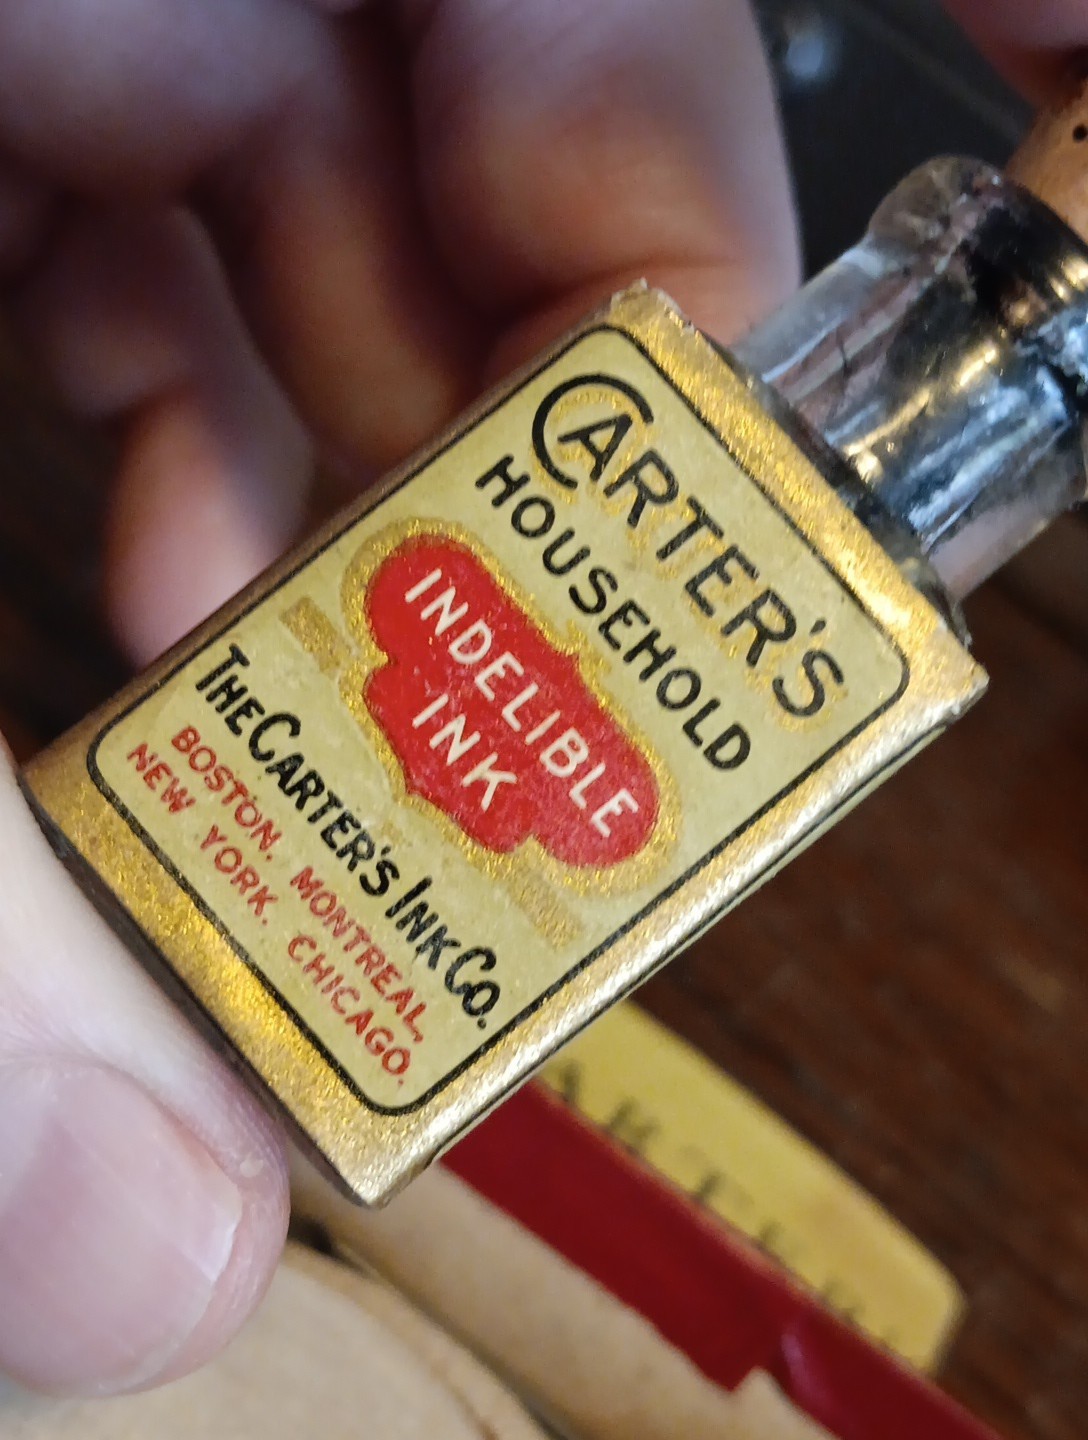 CARTER'S
HOUSEHOLD
INDELIBLE
INK
THE CARTER'S INK CO.
BOSTON. MONTREAL,
NEW YORK. CHICAGO.